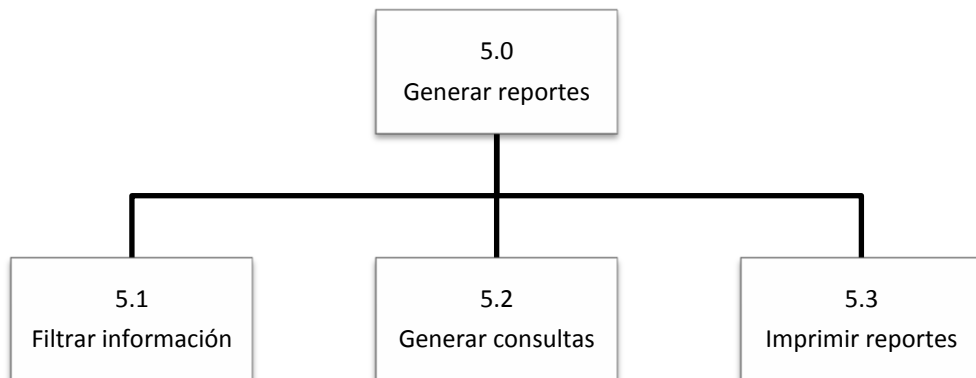 5.0
Generar reportes
5.1
Filtrar información
5.2
Generar consultas
5.3
Imprimir reportes